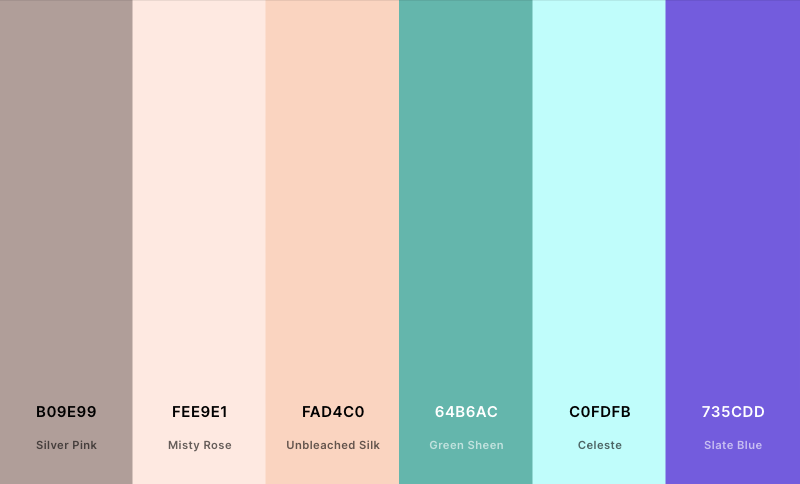 B09E99
Silver Pink
FEE9E1
Misty Rose
FAD4C0
Unbleached Silk
64B6AC
Green Sheen
C0FDFB
Celeste
735CDD
Slate Blue